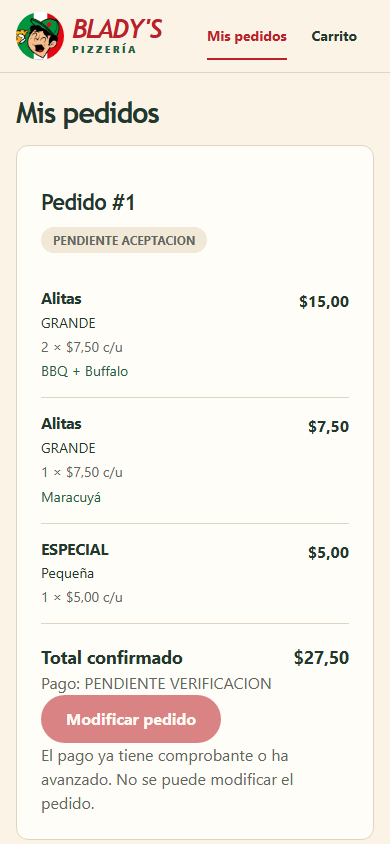 BLADY'S
PIZZERÍA
Mis pedidos
Carrito
Mis pedidos
Pedido #1
PENDIENTE ACEPTACION
Alitas $15,00
GRANDE
2 × $7,50 c/u
BBQ + Buffalo
Alitas $7,50
GRANDE
1 × $7,50 c/u
Maracuyá
ESPECIAL $5,00
Pequeña
1 × $5,00 c/u
Total confirmado $27,50
Pago: PENDIENTE VERIFICACION
Modificar pedido
El pago ya tiene comprobante o ha
avanzado. No se puede modificar el
pedido.